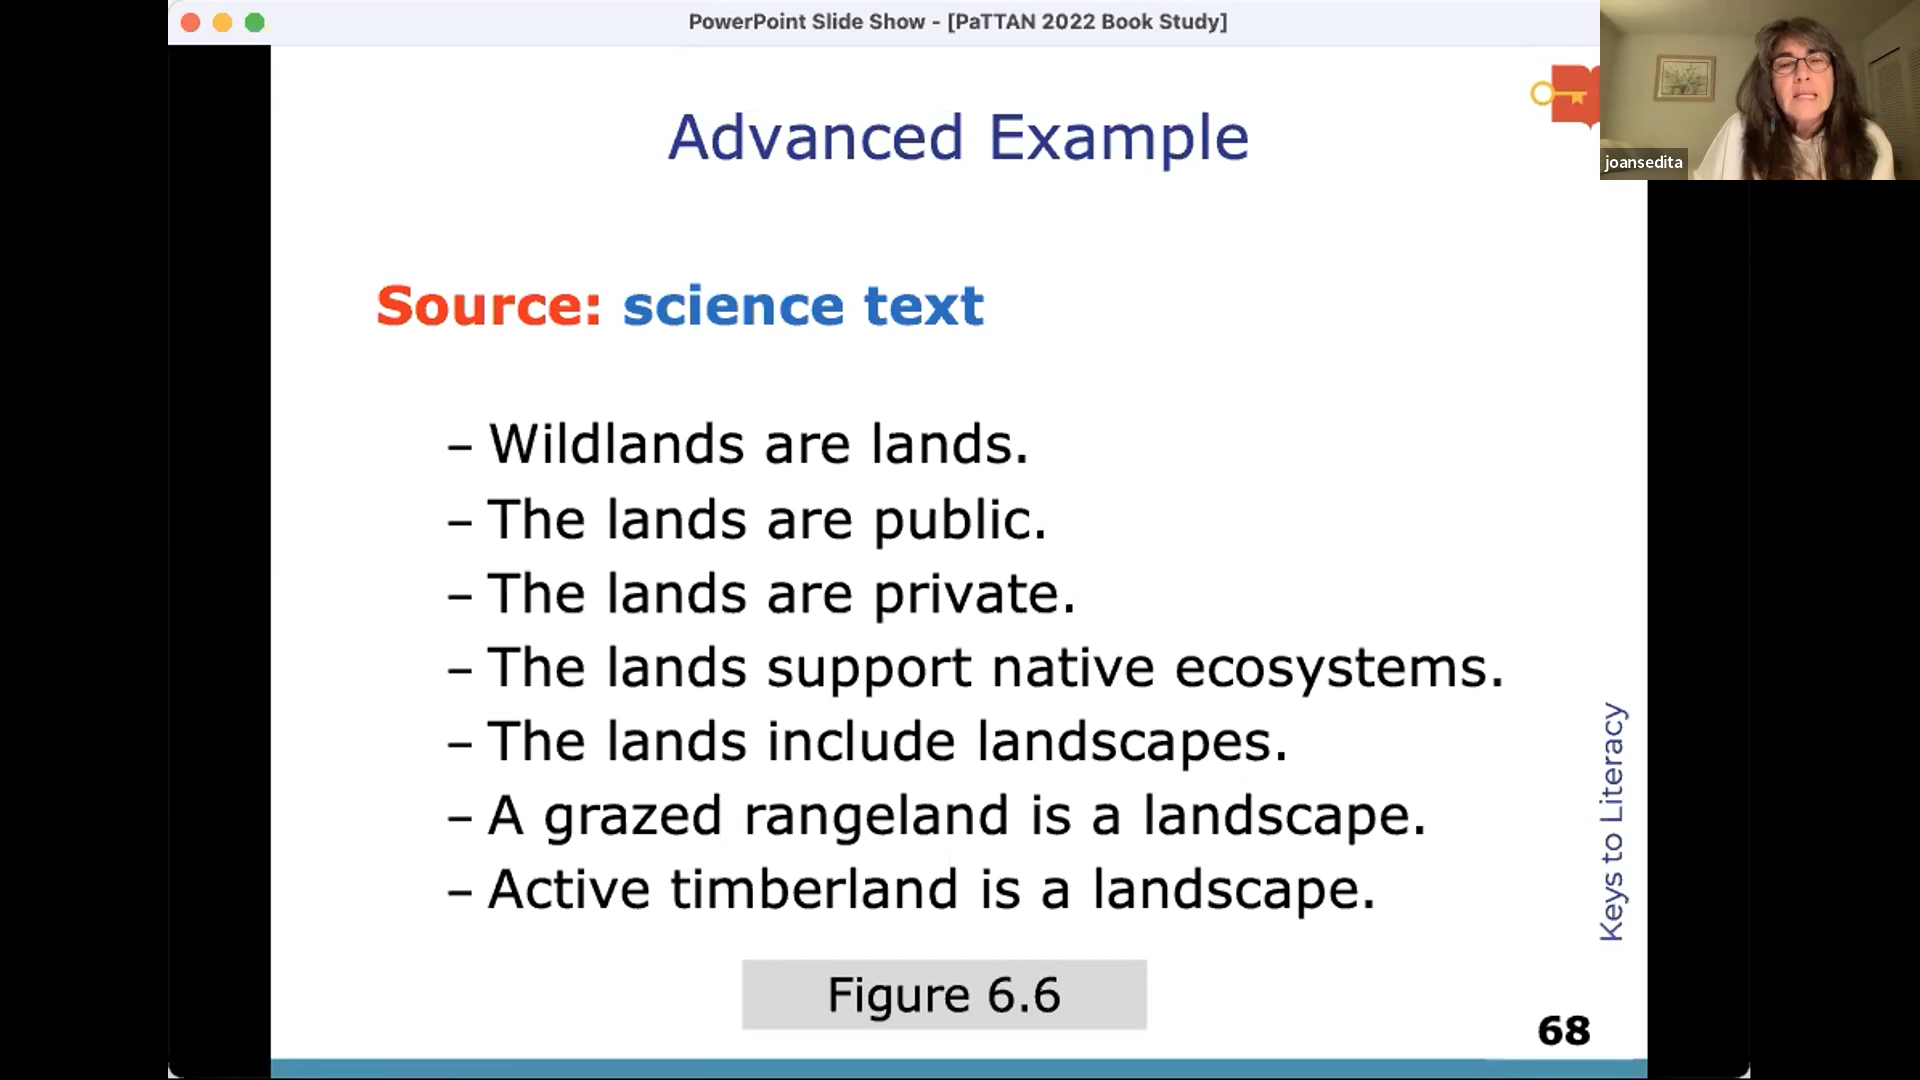 PowerPoint Slide Show - [PaTTAN 2022 Book Study]
joansedita
Advanced Example
Source: science text
– Wildlands are lands.
– The lands are public.
– The lands are private.
– The lands support native ecosystems.
– The lands include landscapes.
– A grazed rangeland is a landscape.
– Active timberland is a landscape.
Keys to Literacy
Figure 6.6
68